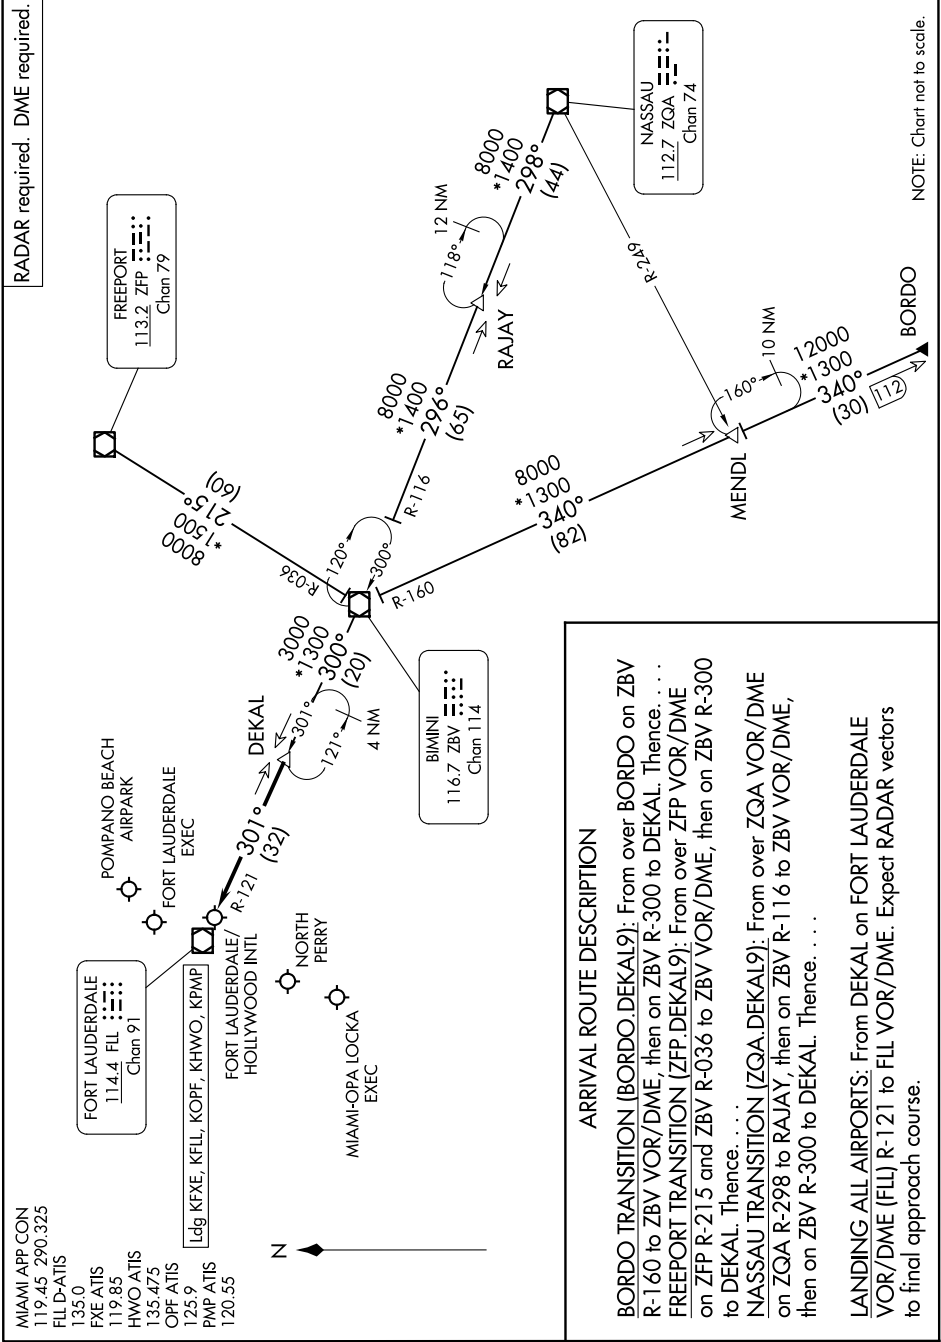 RADAR required. DME required.
MIAMI APP CON
119.45 290.325
FLL D-ATIS
135.0
FXE ATIS
119.85
HWO ATIS
135.475
OPF ATIS
125.9
PMP ATIS
120.55
FORT LAUDERDALE
114.4 FLL
Chan 91
Ldg KFXE, KFLL, KOPF, KHWO, KPMP
POMPANO BEACH
AIRPARK
FORT LAUDERDALE
EXEC
FORT LAUDERDALE/
HOLLYWOOD INTL
NORTH
PERRY
MIAMI-OPA LOCKA
EXEC
N
R-121
301°
(32)
DEKAL
301°
121°
4 NM
3000
*1300
300°
(20)
BIMINI
116.7 ZBV
Chan 114
120°
300°
R-036
8000
*1500
215°
(60)
FREEPORT
113.2 ZFP
Chan 79
R-116
8000
*1400
296°
(65)
RAJAY
118°
12 NM
8000
*1400
298°
(44)
NASSAU
112.7 ZQA
Chan 74
R-249
R-160
8000
*1300
340°
(82)
MENDL
160°
10 NM
12000
*1300
340°
(30)
112
BORDO
NOTE: Chart not to scale.
ARRIVAL ROUTE DESCRIPTION
BORDO TRANSITION (BORDO.DEKAL9): From over BORDO on ZBV
R-160 to ZBV VOR/DME, then on ZBV R-300 to DEKAL. Thence. . . .
FREEPORT TRANSITION (ZFP.DEKAL9): From over ZFP VOR/DME
on ZFP R-215 and ZBV R-036 to ZBV VOR/DME, then on ZBV R-300
to DEKAL. Thence. . . .
NASSAU TRANSITION (ZQA.DEKAL9): From over ZQA VOR/DME
on ZQA R-298 to RAJAY, then on ZBV R-116 to ZBV VOR/DME,
then on ZBV R-300 to DEKAL. Thence. . . .
LANDING ALL AIRPORTS: From DEKAL on FORT LAUDERDALE
VOR/DME (FLL) R-121 to FLL VOR/DME. Expect RADAR vectors
to final approach course.